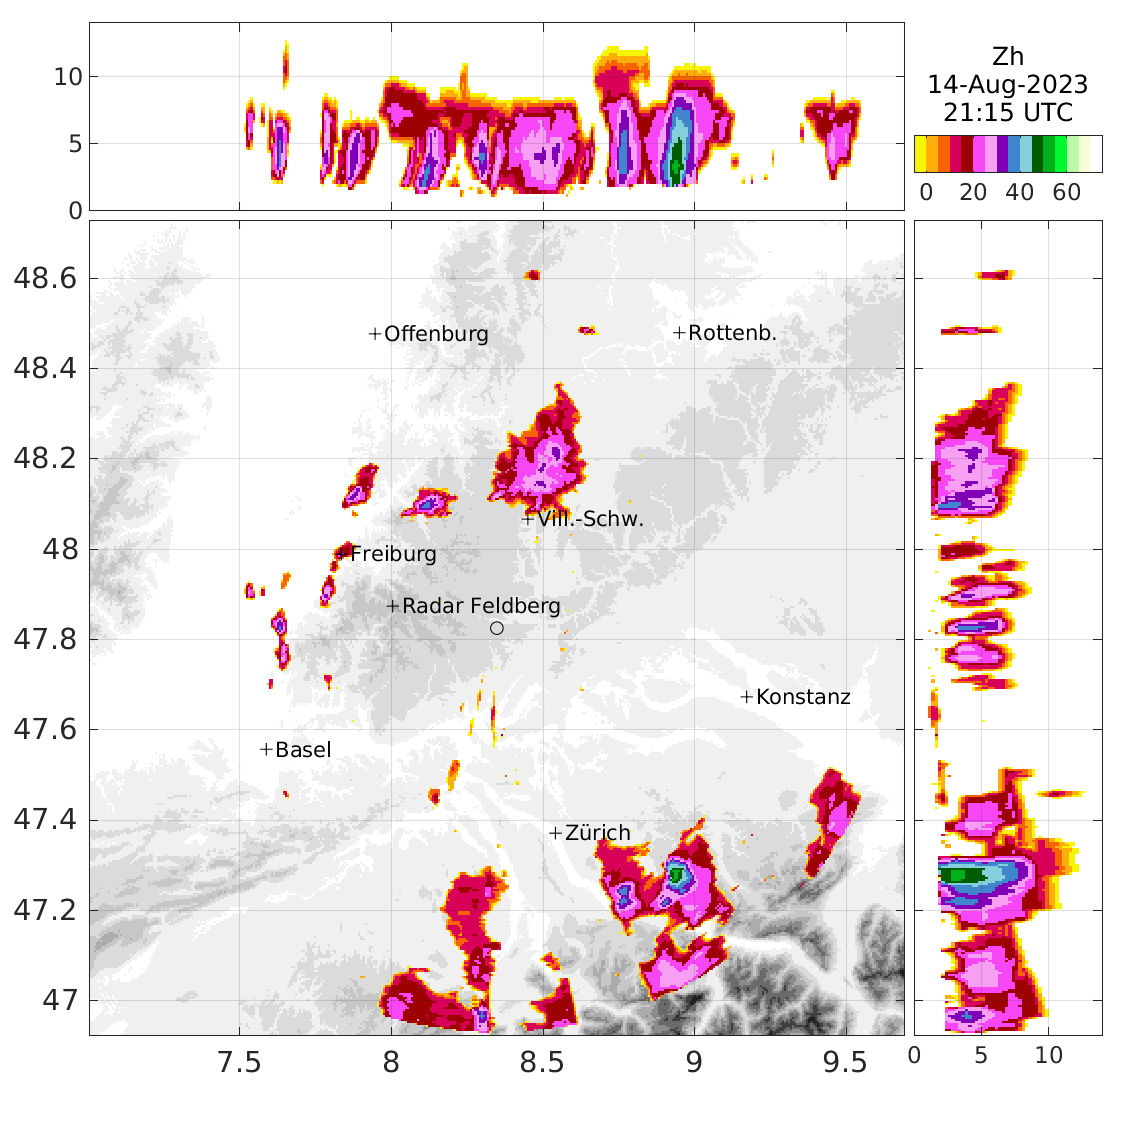 10
5
0
Zh
14-Aug-2023
21:15 UTC
0 20 40 60
48.6
48.4
48.2
48
47.8
47.6
47.4
47.2
47
Offenburg
Rottenb.
Vill.-Schw.
Freiburg
Radar Feldberg
Konstanz
Basel
Zürich
7.5 8 8.5 9 9.5
0 5 10